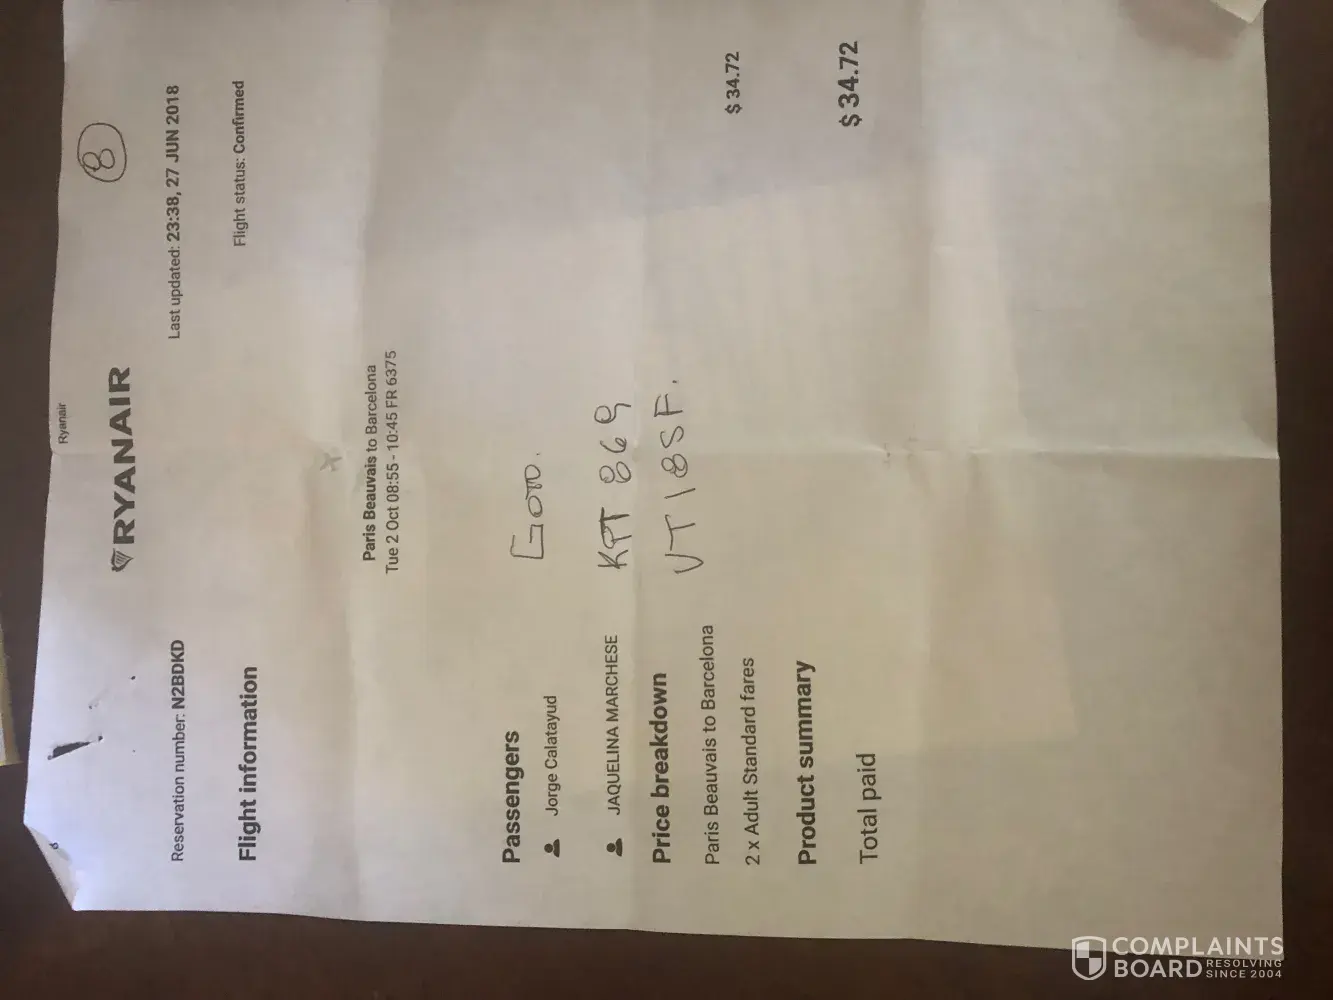 Ryanair
8
RYANAIR
Reservation number: N2BDKD
Last updated: 23:38, 27 JUN 2018
Flight information
Flight status: Confirmed
Paris Beauvais to Barcelona
Tue 2 Oct 08:55 - 10:45 FR 6375
Passengers
Jorge Calatayud
JAQUELINA MARCHESE
869
VT18SF.
Price breakdown
Paris Beauvais to Barcelona
2 x Adult Standard fares
$ 34.72
Product summary
Total paid
$ 34.72
COMPLAINTS
BOARD RESOLVING
SINCE 2004